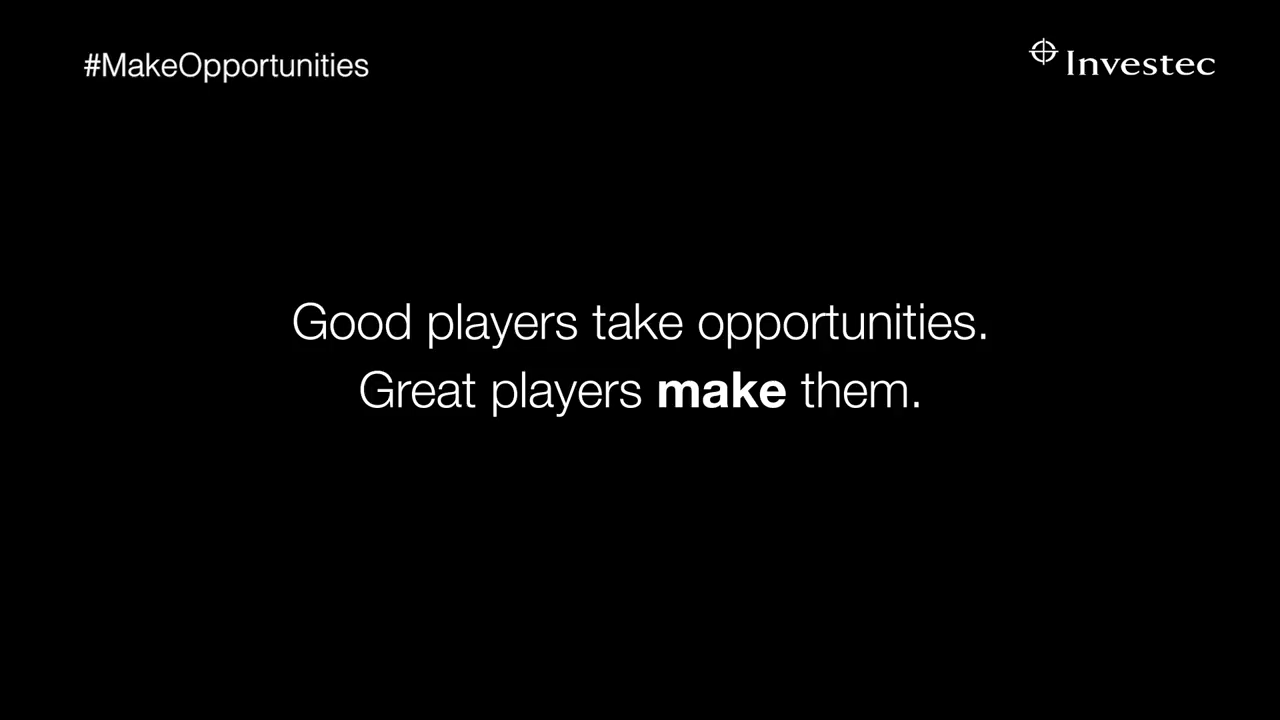 #MakeOpportunities
Investec
Good players take opportunities.
Great players make them.